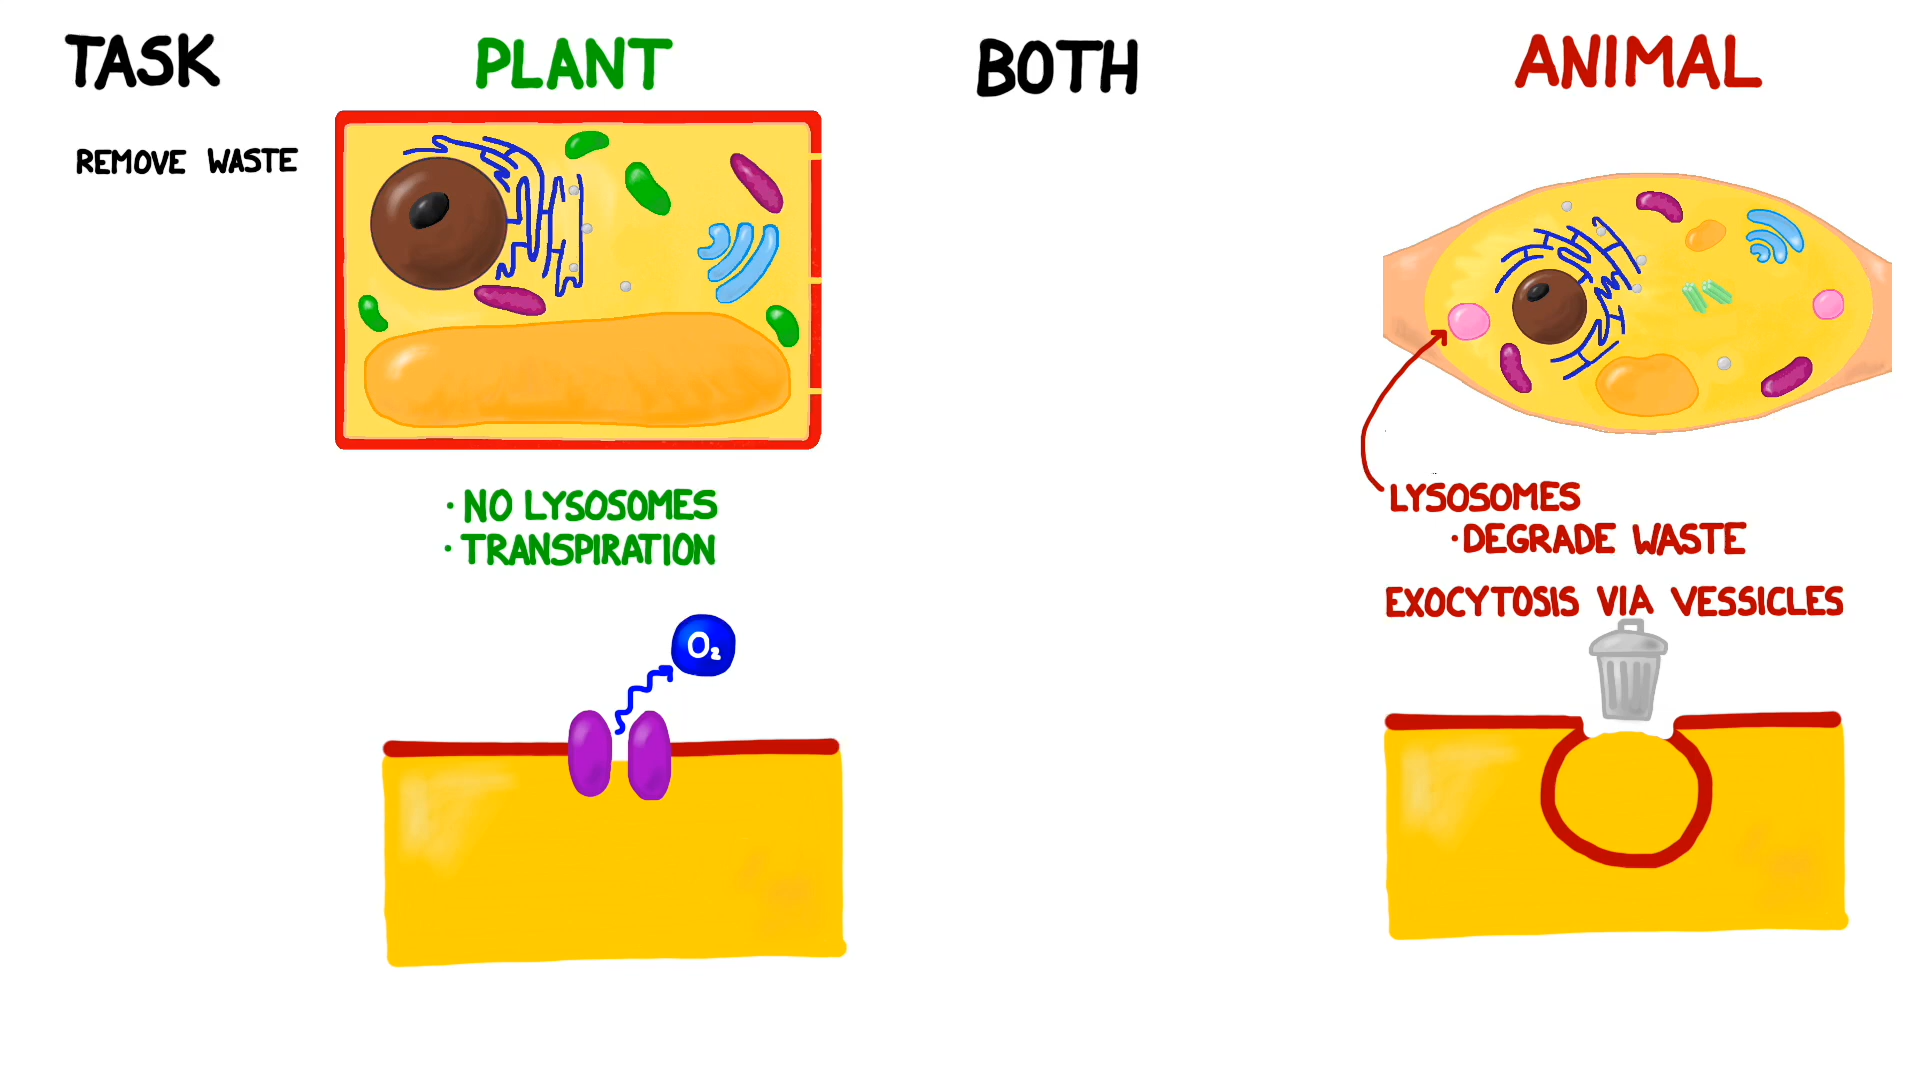 TASK
PLANT
BOTH
ANIMAL
REMOVE WASTE
· NO LYSOSOMES
· TRANSPIRATION
O₂
LYSOSOMES
· DEGRADE WASTE
EXOCYTOSIS VIA VESSICLES